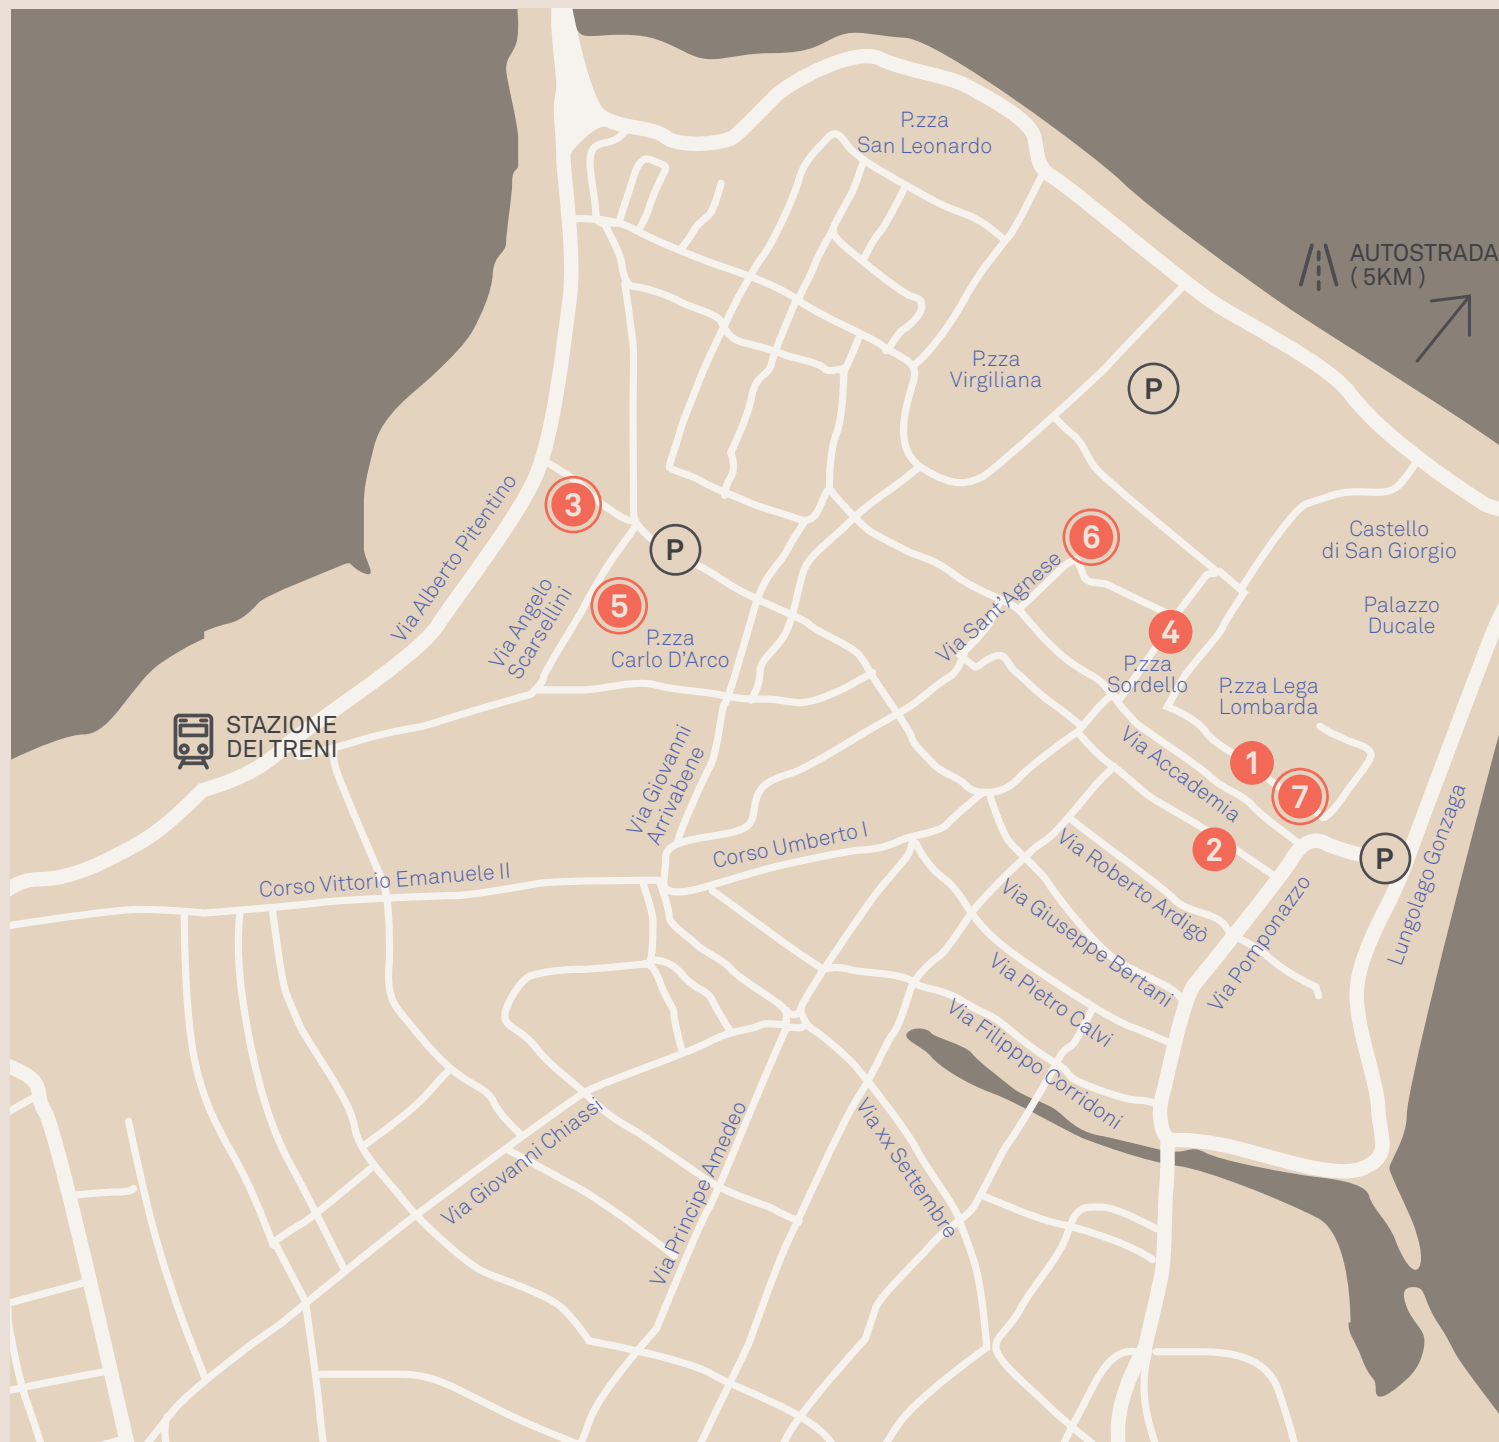 P.zza
San Leonardo
AUTOSTRADA
( 5KM )
P.zza
Virgiliana
P
Via Alberto Pitentino
3
P
6
Castello
di San Giorgio
Via Angelo
Scarsellini
5
P.zza
Carlo D'Arco
Via Sant'Agnese
Palazzo
Ducale
4
P.zza
Sordello
P.zza Lega
Lombarda
STAZIONE
DEI TRENI
Via Giovanni
Arrivabene
Via Accademia
1
7
2
P
Lungolago Gonzaga
Corso Umberto I
Corso Vittorio Emanuele II
Via Roberto Ardigò
Via Giuseppe Bertani
Via Pomponazzo
Via Pietro Calvi
Via Filipppo Corridoni
Via Giovanni Chiassi
Via Principe Amedeo
Via xx Settembre